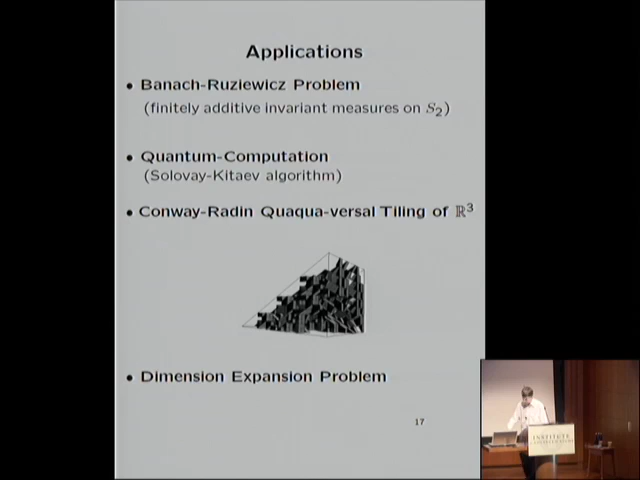 Applications
• Banach-Ruziewicz Problem
(finitely additive invariant measures on S₂)
• Quantum-Computation
(Solovay-Kitaev algorithm)
• Conway-Radin Quaqua-versal Tiling of ℝ³
• Dimension Expansion Problem
17
INSTITUTE